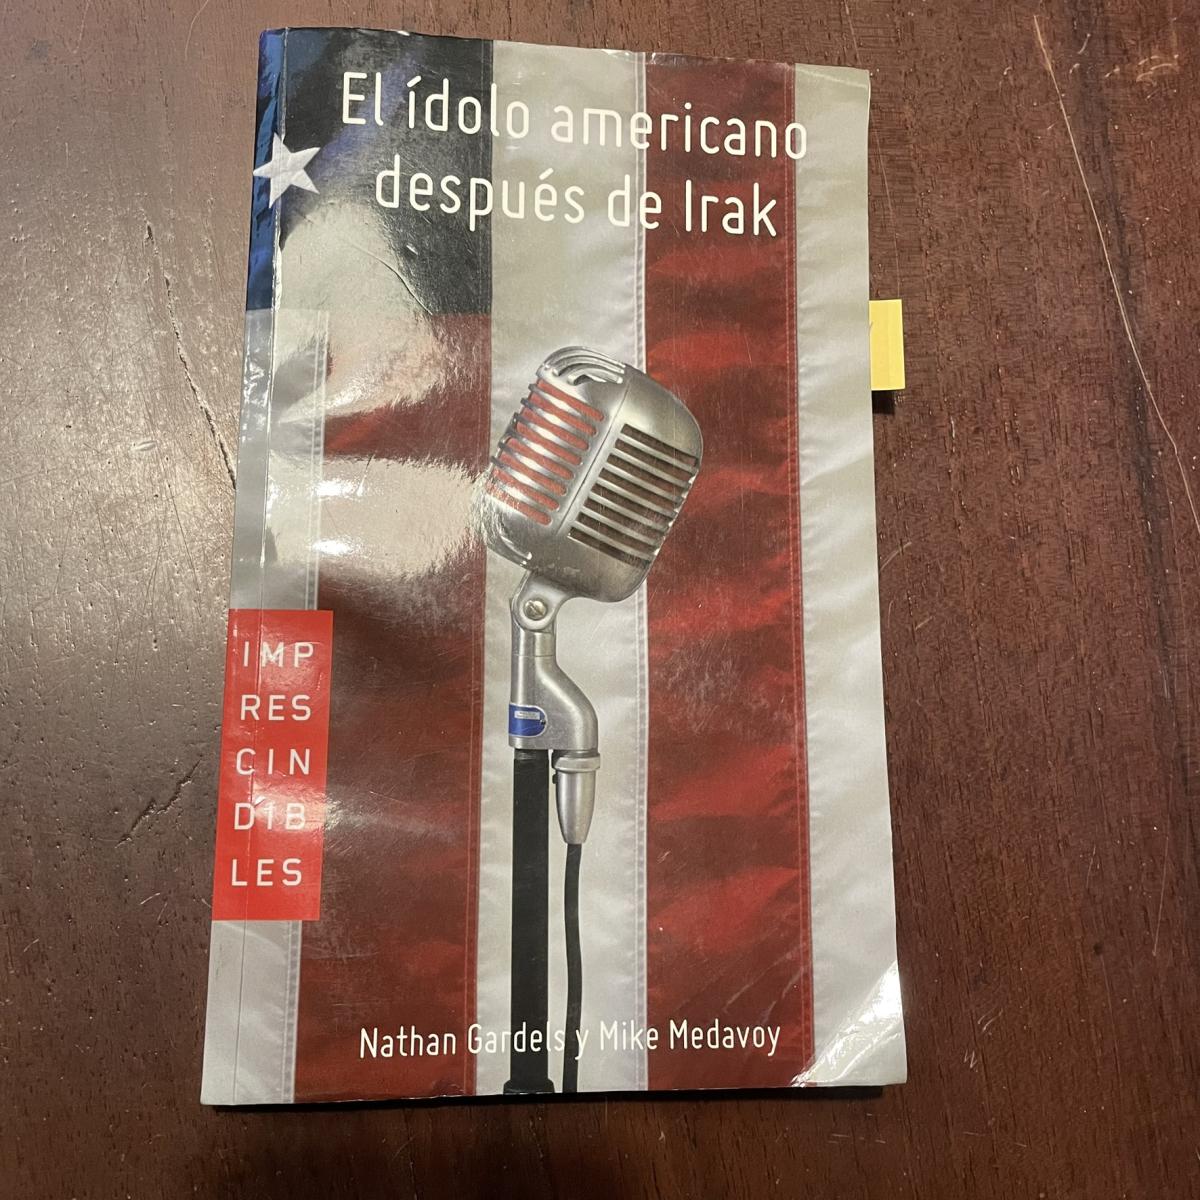 El ídolo americano
después de Irak
IMP
RES
CIN
DIB
LES
Nathan Gardels y Mike Medavoy